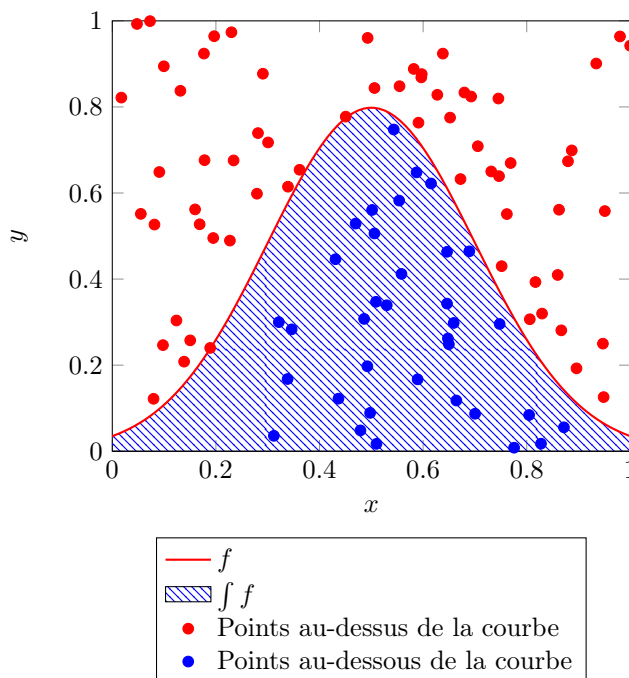 1
0.8
0.6
0.4
0.2
0
y
0 0.2 0.4 0.6 0.8 1
x
f
∫ f
Points au-dessus de la courbe
Points au-dessous de la courbe